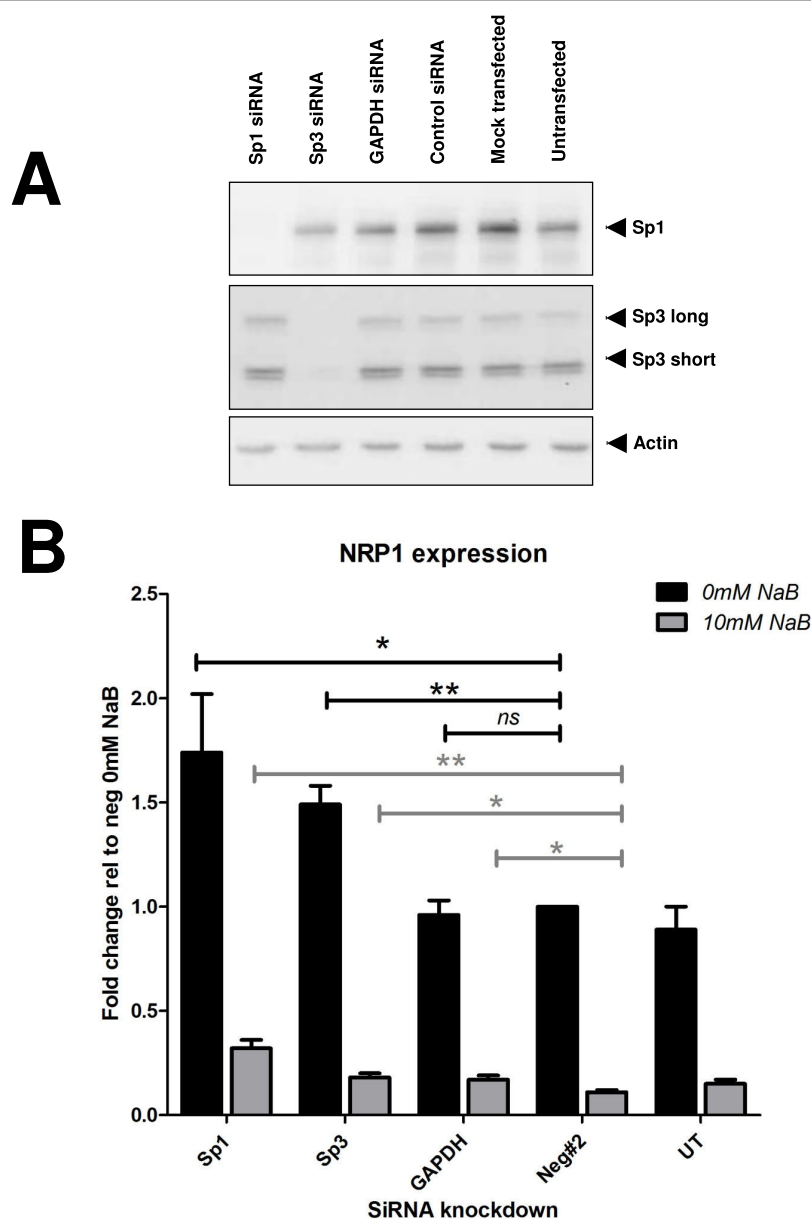 Sp1 siRNA
Sp3 siRNA
GAPDH siRNA
Control siRNA
Mock transfected
Untransfected
A
Sp1
Sp3 long
Sp3 short
Actin
B
NRP1 expression
0mM NaB
10mM NaB
Fold change rel to neg 0mM NaB
2.5
2.0
1.5
1.0
0.5
0.0
*
**
ns
**
*
*
Sp1
Sp3
GAPDH
Neg#2
UT
SiRNA knockdown